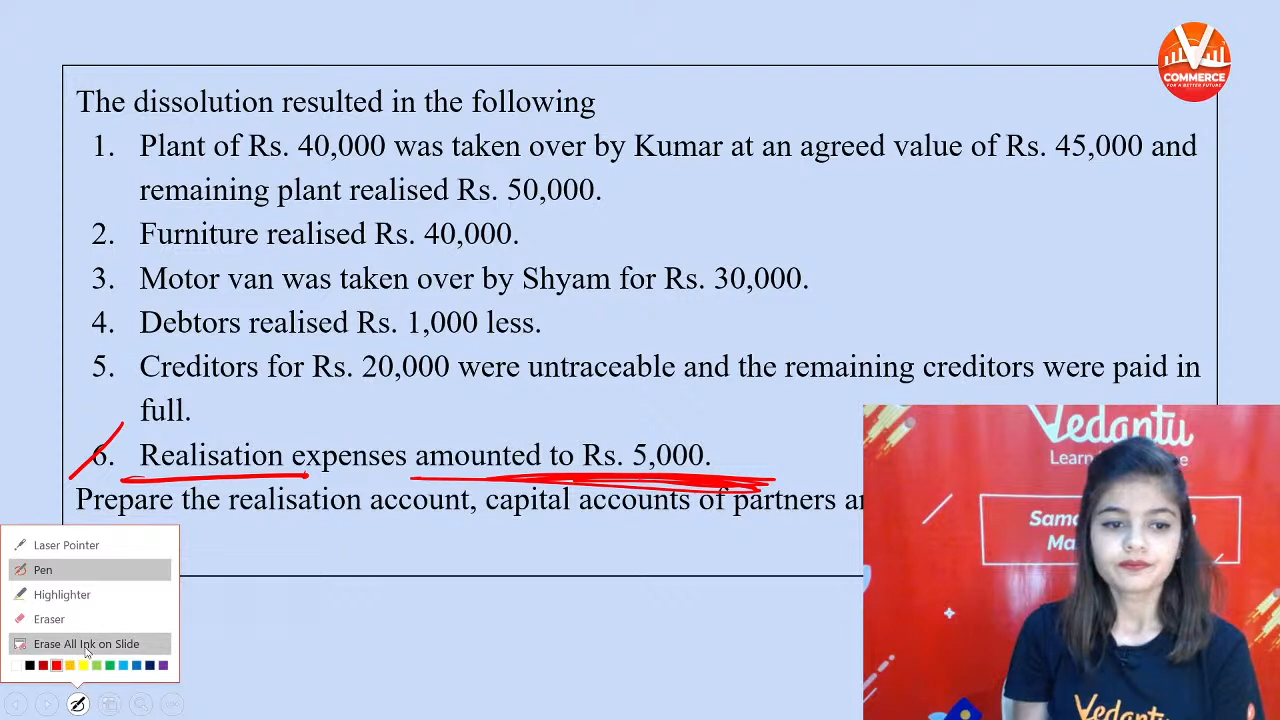 COMMERCE
FOR A BETTER FUTURE
The dissolution resulted in the following
1. Plant of Rs. 40,000 was taken over by Kumar at an agreed value of Rs. 45,000 and
remaining plant realised Rs. 50,000.
2. Furniture realised Rs. 40,000.
3. Motor van was taken over by Shyam for Rs. 30,000.
4. Debtors realised Rs. 1,000 less.
5. Creditors for Rs. 20,000 were untraceable and the remaining creditors were paid in
full.
6. Realisation expenses amounted to Rs. 5,000.
Prepare the realisation account, capital accounts of partners
Vedantu
Learn
Laser Pointer
Pen
Highlighter
Eraser
Erase All Ink on Slide
Vedantu